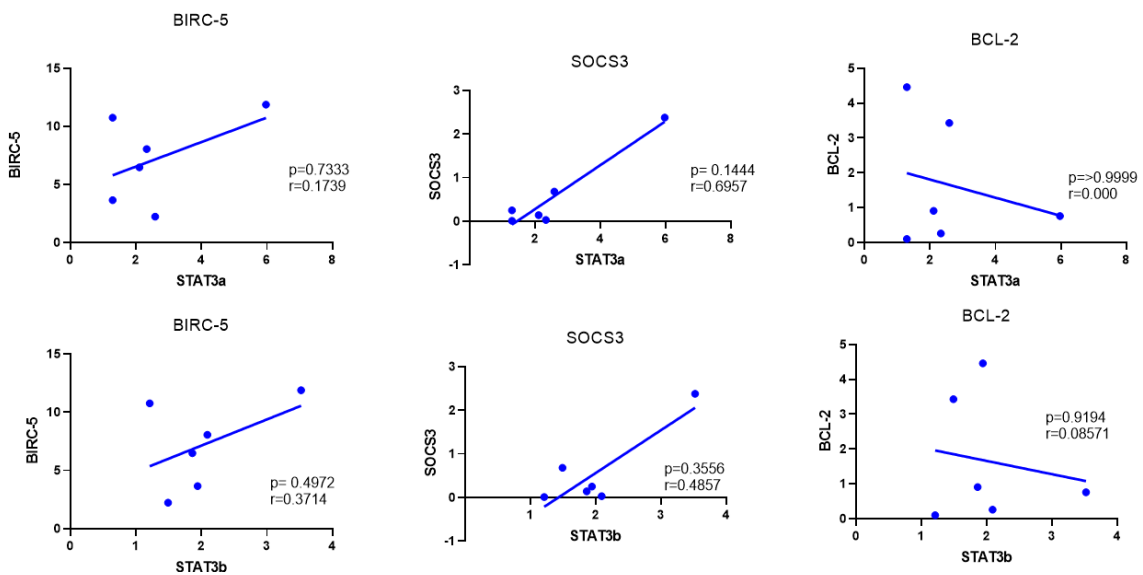 BIRC-5
15
10
5
0
BIRC-5
0 2 4 6 8
STAT3a
p=0.7333
r=0.1739
SOCS3
3
2
1
0
-1
SOCS3
2 4 6 8
STAT3a
p= 0.1444
r=0.6957
BCL-2
5
4
3
2
1
0
BCL-2
0 2 4 6 8
STAT3a
p=>0.9999
r=0.000
BIRC-5
15
10
5
0
BIRC-5
0 1 2 3 4
STAT3b
p= 0.4972
r=0.3714
SOCS3
3
2
1
0
-1
SOCS3
1 2 3 4
STAT3b
p=0.3556
r=0.4857
BCL-2
5
4
3
2
1
0
BCL-2
0 1 2 3 4
STAT3b
p=0.9194
r=0.08571